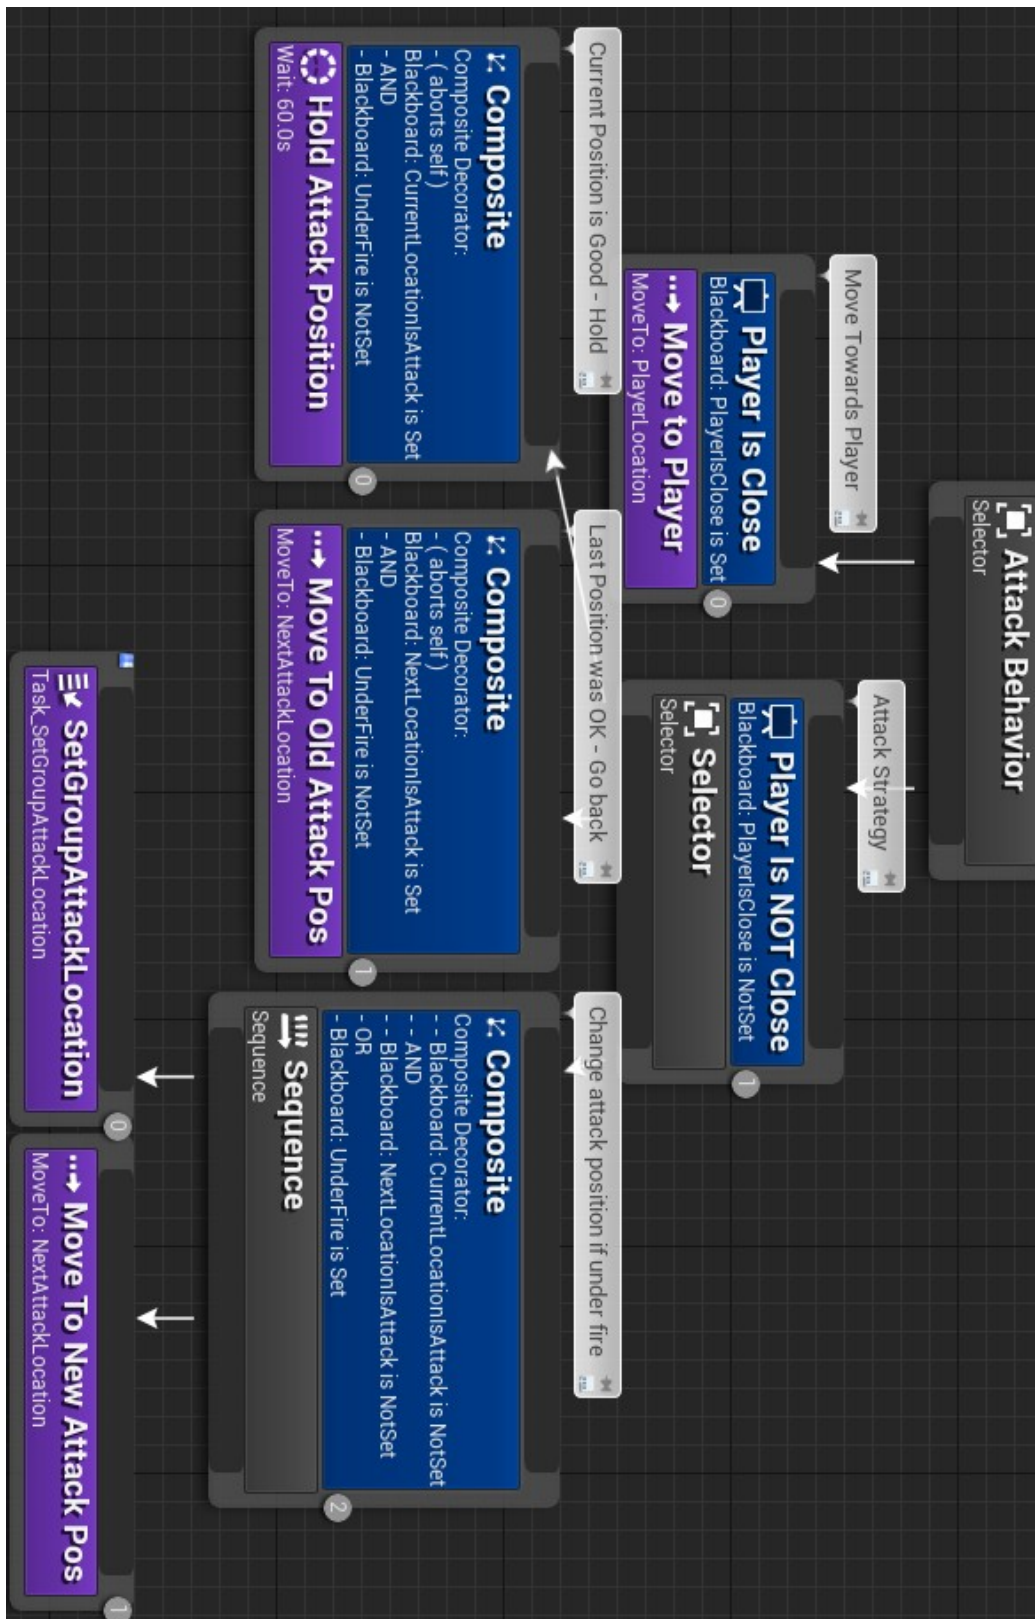 Attack Behavior
Selector
Move Towards Player
Player Is Close
Blackboard: PlayerIsClose is Set
Move to Player
MoveTo: PlayerLocation
0
Attack Strategy
Player Is NOT Close
Blackboard: PlayerIsClose is NotSet
Selector
Selector
1
Current Position is Good - Hold
Composite
Composite Decorator:
- ( aborts self )
Blackboard: CurrentLocationIsAttack is Set
- AND
- Blackboard: UnderFire is NotSet
Hold Attack Position
Wait: 60.0s
0
Last Position was OK - Go back
Composite
Composite Decorator:
- ( aborts self )
Blackboard: NextLocationIsAttack is Set
- AND
- Blackboard: UnderFire is NotSet
Move To Old Attack Pos
MoveTo: NextAttackLocation
1
Change attack position if under fire
Composite
Composite Decorator:
- - Blackboard: CurrentLocationIsAttack is NotSet
- - AND
- - Blackboard: NextLocationIsAttack is NotSet
- OR
- Blackboard: UnderFire is Set
Sequence
Sequence
2
SetGroupAttackLocation
Task_SetGroupAttackLocation
0
Move To New Attack Pos
MoveTo: NextAttackLocation
1